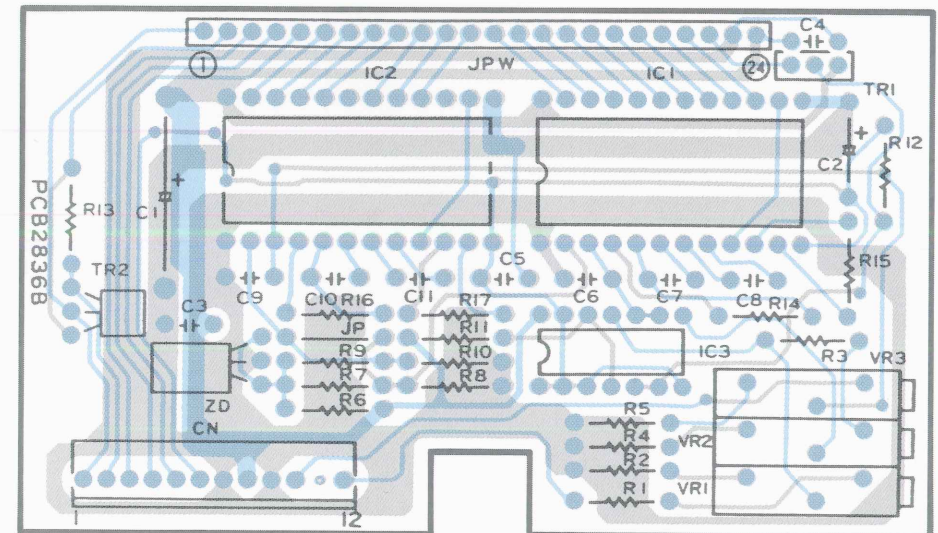 C4
1 IC2 JPW IC1 24
TR1
R12
C2
C1
R13
PCB2836B
TR2
C3
C9 C10 R16 C11 R17 C5 C6 C7 C8 R14 R15
JP R11
R9 R10
R7 R8
R6
IC3
R3
VR3
ZD
CN
R5
R4
VR2
R2
R1
VR1
1 12